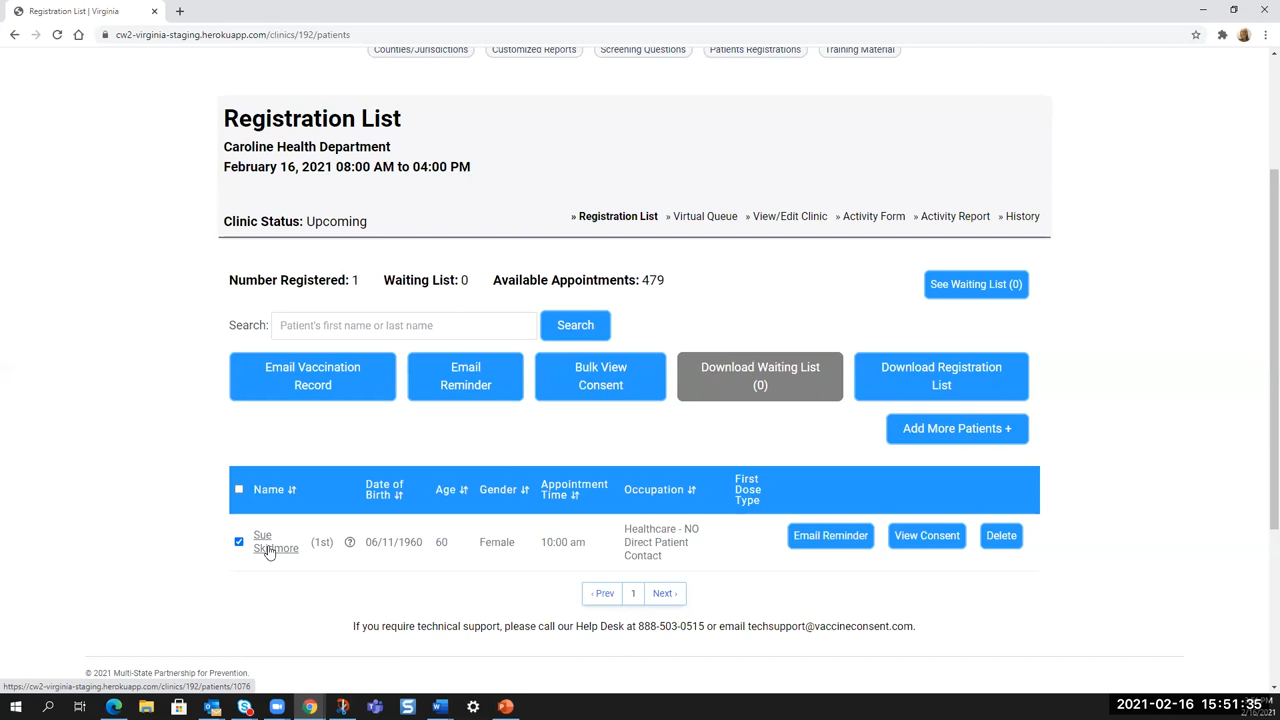 Registration List | Virginia
cw2-virginia-staging.herokuapp.com/clinics/192/patients
Counties/Jurisdictions Customized Reports Screening Questions Patients Registrations Training Material
Registration List
Caroline Health Department
February 16, 2021 08:00 AM to 04:00 PM
Clinic Status: Upcoming
» Registration List » Virtual Queue » View/Edit Clinic » Activity Form » Activity Report » History
Number Registered: 1 Waiting List: 0 Available Appointments: 479
See Waiting List (0)
Search: Patient's first name or last name Search
Email Vaccination
Record
Email
Reminder
Bulk View
Consent
Download Waiting List
(0)
Download Registration
List
Add More Patients +
Name
Date of
Birth
Age
Gender
Appointment
Time
Occupation
First
Dose
Type
Sue
Skidmore
(1st) 06/11/1960 60 Female 10:00 am
Healthcare - NO
Direct Patient
Contact
Email Reminder View Consent Delete
‹ Prev 1 Next ›
If you require technical support, please call our Help Desk at 888-503-0515 or email techsupport@vaccineconsent.com.
© 2021 Multi-State Partnership for Prevention.
https://cw2-virginia-staging.herokuapp.com/clinics/192/patients/1076
2021-02-16 15:51:35